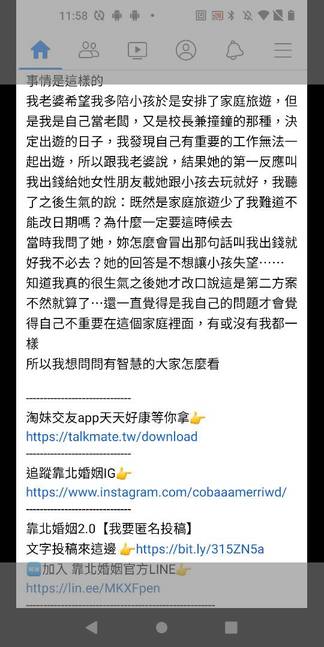 11:58
事情是這樣的
我老婆希望我多陪小孩於是安排了家庭旅遊，但
是我是自己當老闆，又是校長兼撞鐘的那種，決
定出遊的日子，我發現自己有重要的工作無法一
起出遊，所以跟我老婆說，結果她的第一反應叫
我出錢給她女性朋友載她跟小孩去玩就好，我聽
了之後生氣的說：既然是家庭旅遊少了我難道不
能改日期嗎？為什麼一定要這時候去
當時我問了她，妳怎麼會冒出那句話叫我出錢就
好我不必去？她的回答是不想讓小孩失望⋯⋯
知道我真的很生氣之後她才改口說這是第二方案
不然就算了⋯還一直覺得是我自己的問題才會覺
得自己不重要在這個家庭裡面，有或沒有我都一
樣
所以我想問問有智慧的大家怎麼看
----------------------------
淘妹交友app天天好康等你拿👉
https://talkmate.tw/download
----------------------------
追蹤靠北婚姻IG👉
https://www.instagram.com/cobaaamerriwd/
----------------------------
靠北婚姻2.0【我要匿名投稿】
文字投稿來這邊 👉https://bit.ly/315ZN5a
🆕加入 靠北婚姻官方LINE👉
https://lin.ee/MKXFpen
--------------------------------------------------